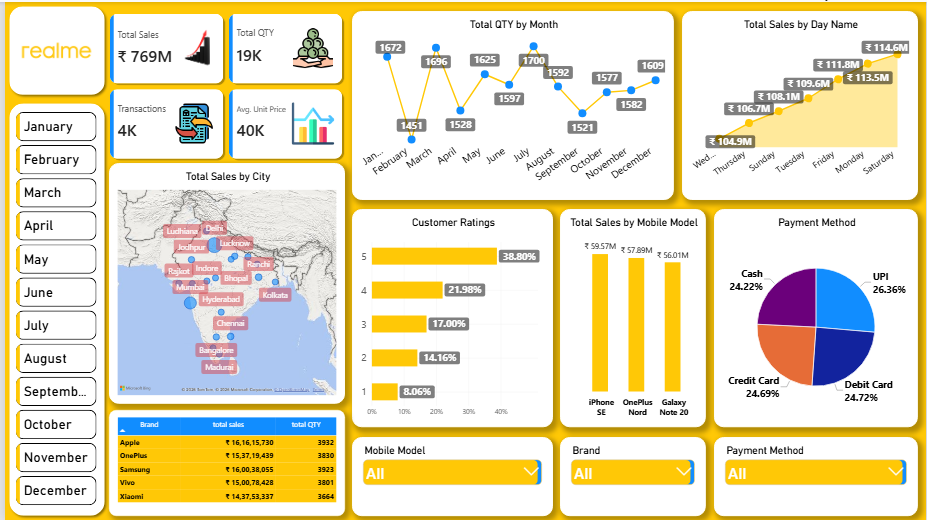 realme
January
February
March
April
May
June
July
August
Septemb...
October
November
December
Total Sales
₹ 769M
Total QTY
19K
Transactions
4K
Avg. Unit Price
40K
Total Sales by City
Ludhiana
Delhi
Jodhpur
Lucknow
Rajkot
Indore
Ranchi
Bhopal
Mumbai
Kolkata
Hyderabad
Chennai
Bangalore
Madurai
Brand total sales total QTY
Apple ₹ 16,16,15,730 3932
OnePlus ₹ 15,37,19,439 3830
Samsung ₹ 16,00,38,055 3923
Vivo ₹ 15,00,78,428 3801
Xiaomi ₹ 14,37,53,337 3664
Total QTY by Month
1672
1451
1696
1528
1625
1597
1700
1592
1521
1577
1582
1609
Jan...
February
March
April
May
June
July
August
September
October
November
December
Total Sales by Day Name
₹ 104.9M
₹ 106.7M
₹ 108.1M
₹ 109.6M
₹ 111.8M
₹ 113.5M
₹ 114.6M
Wed...
Thursday
Sunday
Tuesday
Friday
Monday
Saturday
Customer Ratings
5 38.80%
4 21.98%
3 17.00%
2 14.16%
1 8.06%
0% 10% 20% 30% 40%
Total Sales by Mobile Model
₹ 59.57M
₹ 57.89M
₹ 56.01M
iPhone SE
OnePlus Nord
Galaxy Note 20
Payment Method
Cash
24.22%
UPI
26.36%
Credit Card
24.69%
Debit Card
24.72%
Mobile Model
All
Brand
All
Payment Method
All